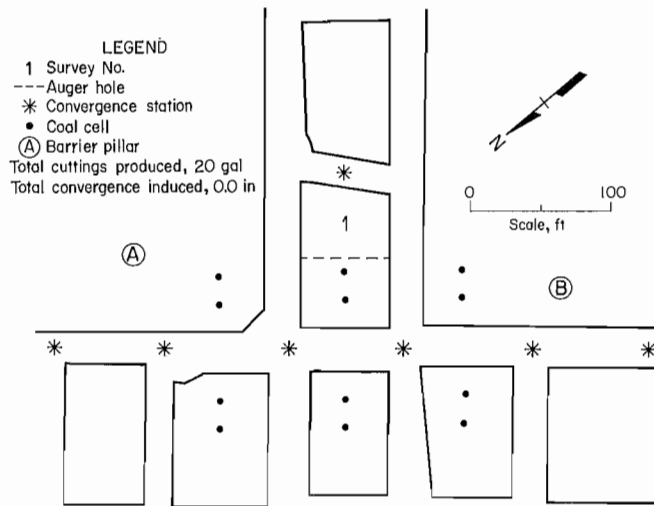 LEGEND
1 Survey No.
Auger hole
Convergence station
Coal cell
A Barrier pillar
Total cuttings produced, 20 gal
Total convergence induced, 0.0 in
N
0 100
Scale, ft
1
A
B